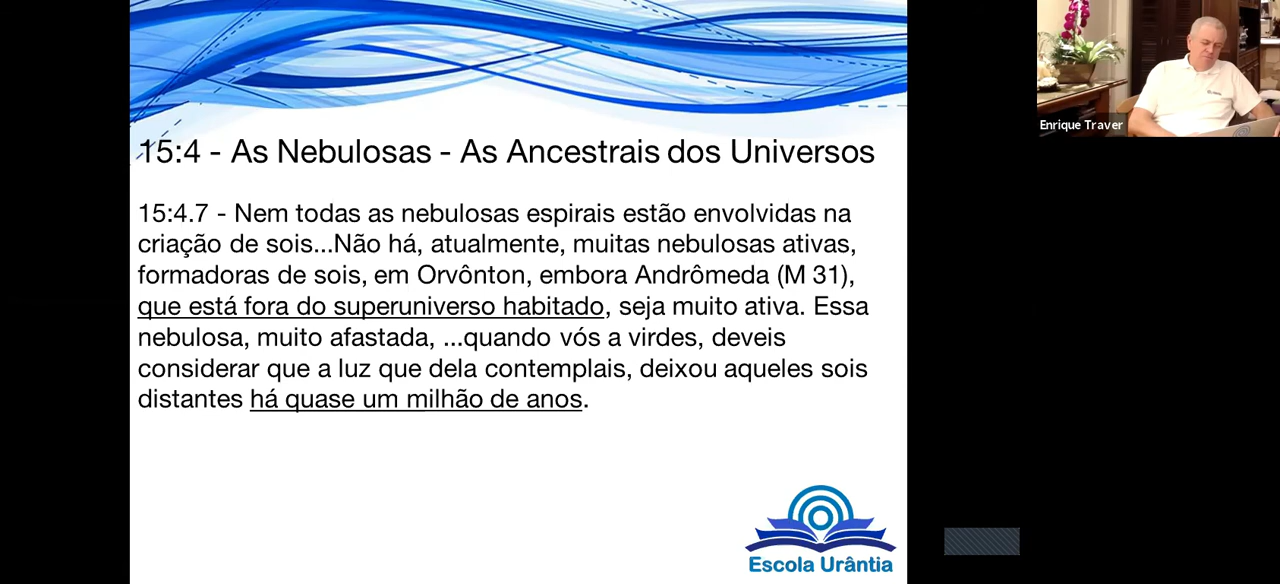 15:4 - As Nebulosas - As Ancestrais dos Universos
15:4.7 - Nem todas as nebulosas espirais estão envolvidas na
criação de sois...Não há, atualmente, muitas nebulosas ativas,
formadoras de sois, em Orvônton, embora Andrômeda (M 31),
que está fora do superuniverso habitado, seja muito ativa. Essa
nebulosa, muito afastada, ...quando vós a virdes, deveis
considerar que a luz que dela contemplais, deixou aqueles sois
distantes há quase um milhão de anos.
Escola Urântia
Enrique Traver